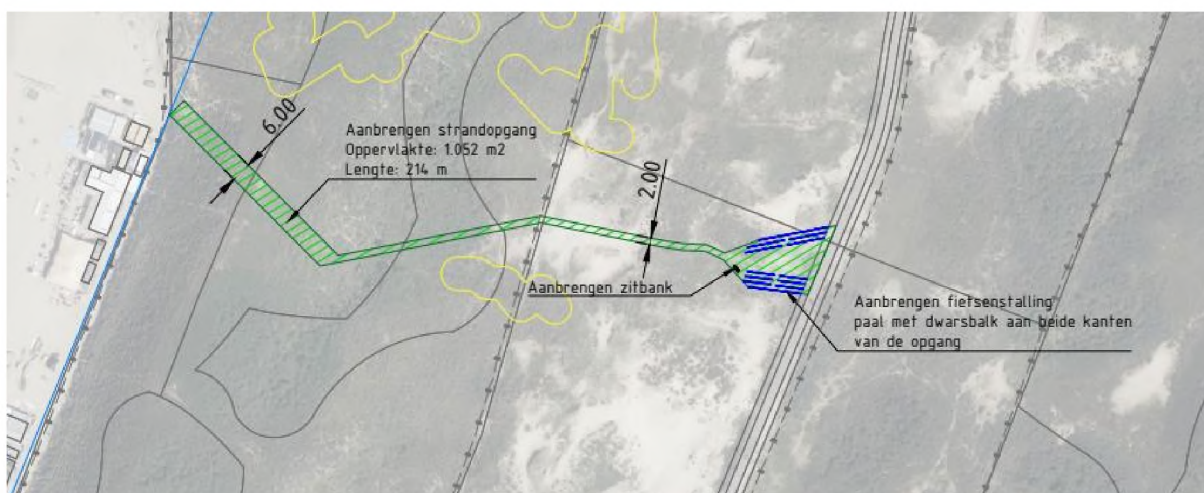 6.00
Aanbrengen strandopgang
Oppervlakte: 1.052 m2
Lengte: 214 m
2.00
Aanbrengen zitbank
Aanbrengen fietsenstalling
paal met dwarsbalk aan beide kanten
van de opgang